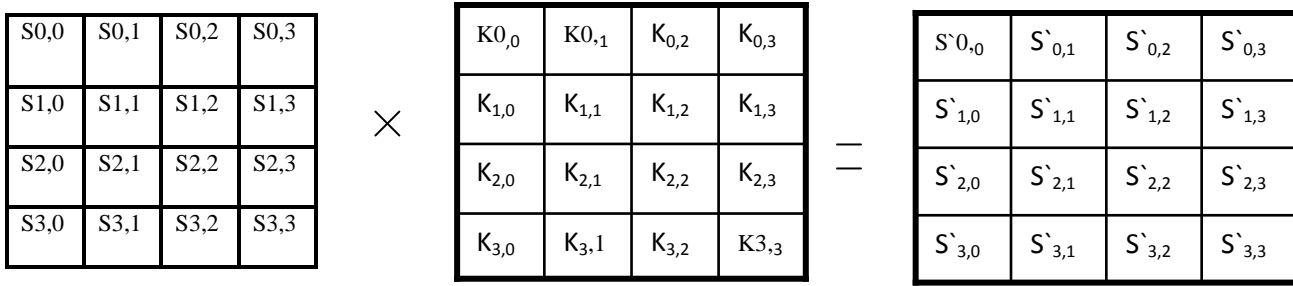 S0,0 S0,1 S0,2 S0,3 K0,0 K0,1 K0,2 K0,3 S`0,0 S`0,1 S`0,2 S`0,3
S1,0 S1,1 S1,2 S1,3 K1,0 K1,1 K1,2 K1,3 S`1,0 S`1,1 S`1,2 S`1,3
× =
S2,0 S2,1 S2,2 S2,3 K2,0 K2,1 K2,2 K2,3 S`2,0 S`2,1 S`2,2 S`2,3
S3,0 S3,1 S3,2 S3,3 K3,0 K3,1 K3,2 K3,3 S`3,0 S`3,1 S`3,2 S`3,3